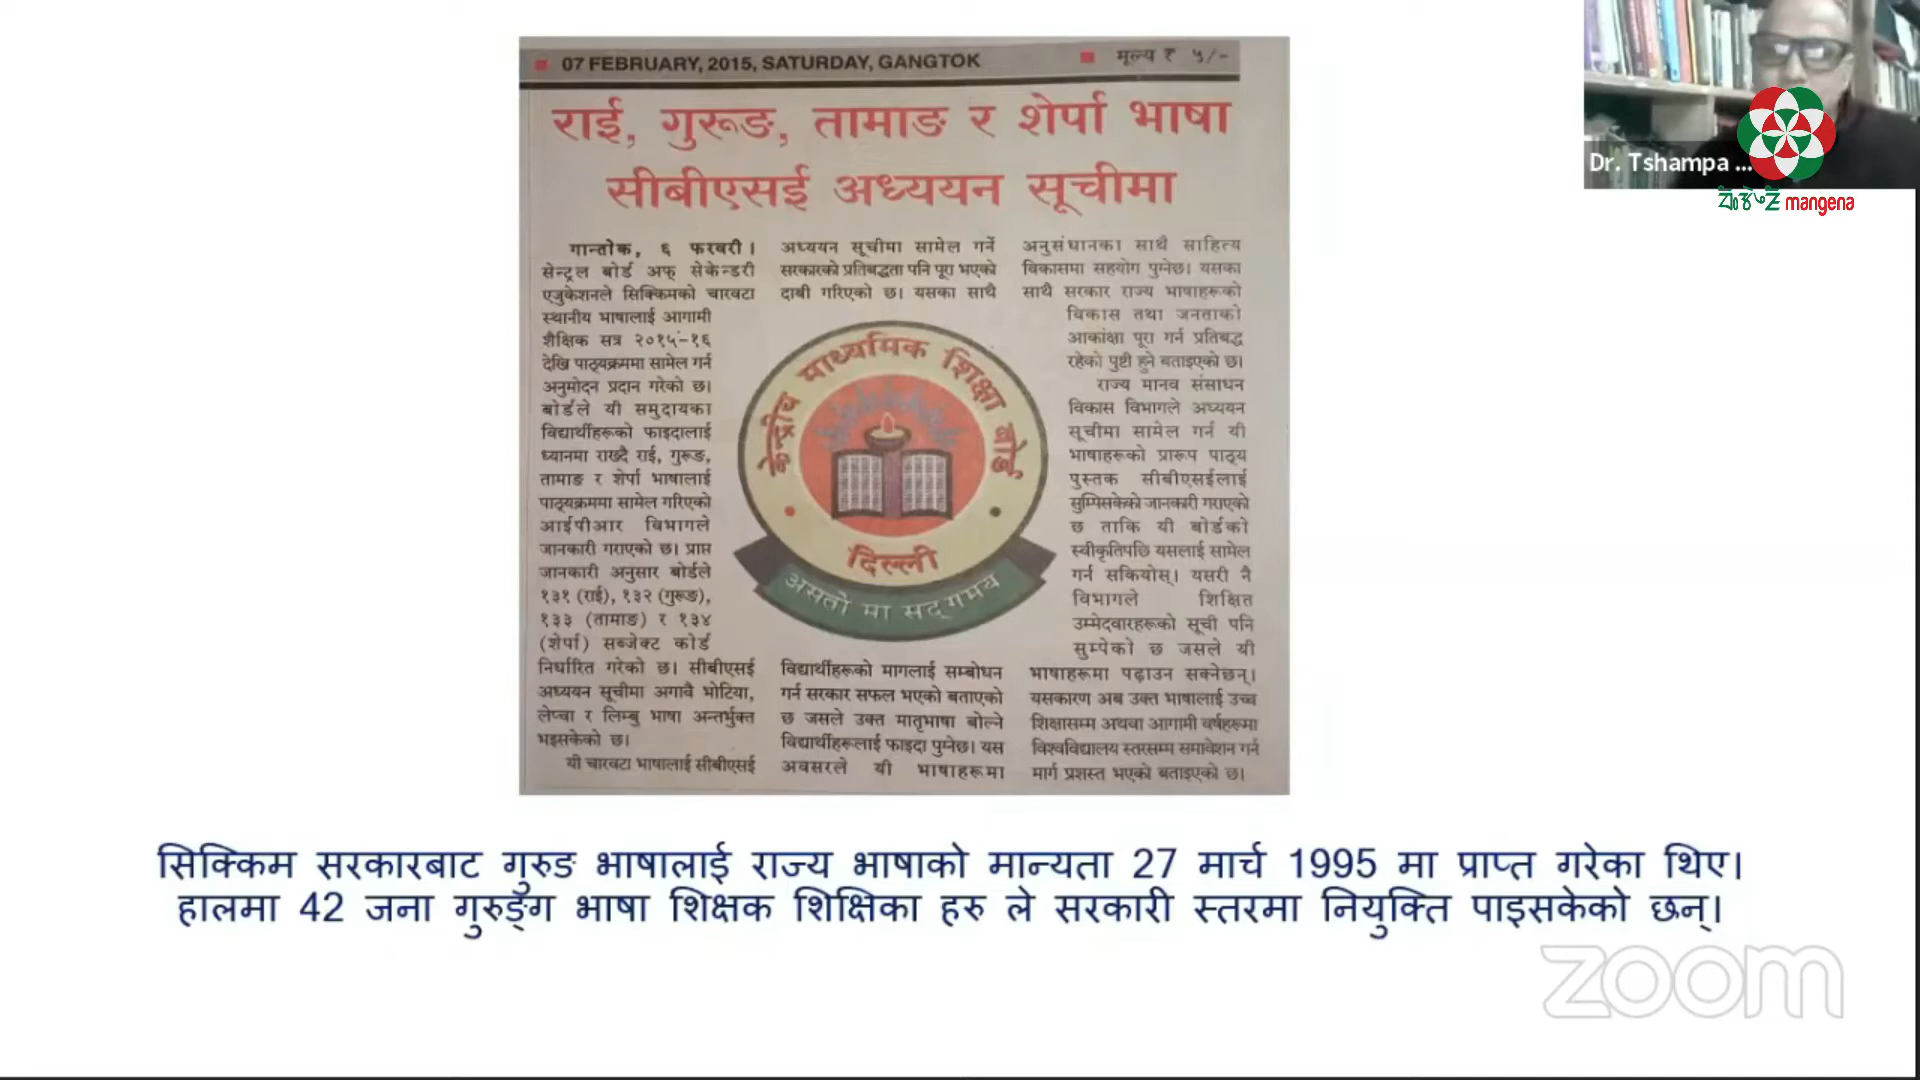 07 FEBRUARY, 2015, SATURDAY, GANGTOK
मूल्य ₹ ५/-
राई, गुरूङ, तामाङ र शेर्पा भाषा
सीबीएसई अध्ययन सूचीमा
गान्तोक, ६ फरवरी।
सेन्ट्रल बोर्ड अफ् सेकेन्डरी
एजुकेशनले सिक्किमको चारवटा
स्थानीय भाषालाई आगामी
शैक्षिक सत्र २०१५-१६
देखि पाठ्यक्रममा सामेल गर्न
अनुमोदन प्रदान गरेको छ।
बोर्डले यी समुदायका
विद्यार्थीहरूको फाइदालाई
ध्यानमा राख्दै राई, गुरूङ,
तामाङ र शेर्पा भाषालाई
पाठ्यक्रममा सामेल गरिएको
आईपीआर विभागले
जानकारी गराएको छ। प्राप्त
जानकारी अनुसार बोर्डले
१३१ (राई), १३२ (गुरूङ),
१३३ (तामाङ) र १३४
(शेर्पा) सब्जेक्ट कोर्ड
निर्धारित गरेको छ। सीबीएसई
अध्ययन सूचीमा अगावै भोटिया,
लेप्चा र लिम्बु भाषा अन्तर्भुक्त
भइसकेको छ।
यी चारवटा भाषालाई सीबीएसई
अध्ययन सूचीमा सामेल गर्ने
सरकारको प्रतिबद्धता पनि पूरा भएको
दाबी गरिएको छ। यसका साथै
केन्द्रीय माध्यमिक शिक्षा बोर्ड
दिल्ली
असतो मा सद्गमय
विद्यार्थीहरूको मागलाई सम्बोधन
गर्न सरकार सफल भएको बताएको
छ जसले उक्त मातृभाषा बोल्ने
विद्यार्थीहरूलाई फाइदा पुग्नेछ। यस
अवसरले यी भाषाहरूमा
अनुसंधानका साथै साहित्य
विकासमा सहयोग पुग्नेछ। यसका
साथै सरकार राज्य भाषाहरूको
विकास तथा जनताको
आकांक्षा पूरा गर्न प्रतिबद्ध
रहेको पुष्टी हुने बताइएको छ।
राज्य मानव संसाधन
विकास विभागले अध्ययन
सूचीमा सामेल गर्न यी
भाषाहरूको प्रारूप पाठ्य
पुस्तक सीबीएसईलाई
सुम्पिसकेको जानकारी गराएको
छ ताकि यी बोर्डको
स्वीकृतिपछि यसलाई सामेल
गर्न सकियोस्। यसरी नै
विभागले शिक्षित
उम्मेदवारहरूको सूची पनि
सुम्पेको छ जसले यी
भाषाहरूमा पढ़ाउन सक्नेछन्।
यसकारण अब उक्त भाषालाई उच्च
शिक्षासम्म अथवा आगामी वर्षहरूमा
विश्वविद्यालय स्तरसम्म समावेशन गर्न
मार्ग प्रशस्त भएको बताइएको छ।
Dr. Tshampa ...
mangena
सिक्किम सरकारबाट गुरुङ भाषालाई राज्य भाषाको मान्यता 27 मार्च 1995 मा प्राप्त गरेका थिए।
हालमा 42 जना गुरुङ्ग भाषा शिक्षक शिक्षिका हरु ले सरकारी स्तरमा नियुक्ति पाइसकेको छन्।
zoom